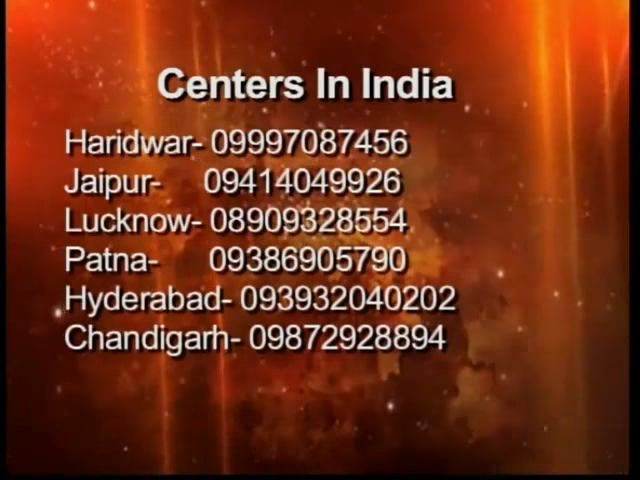 Centers In India
Haridwar- 09997087456
Jaipur- 09414049926
Lucknow- 08909328554
Patna- 09386905790
Hyderabad- 093932040202
Chandigarh- 09872928894